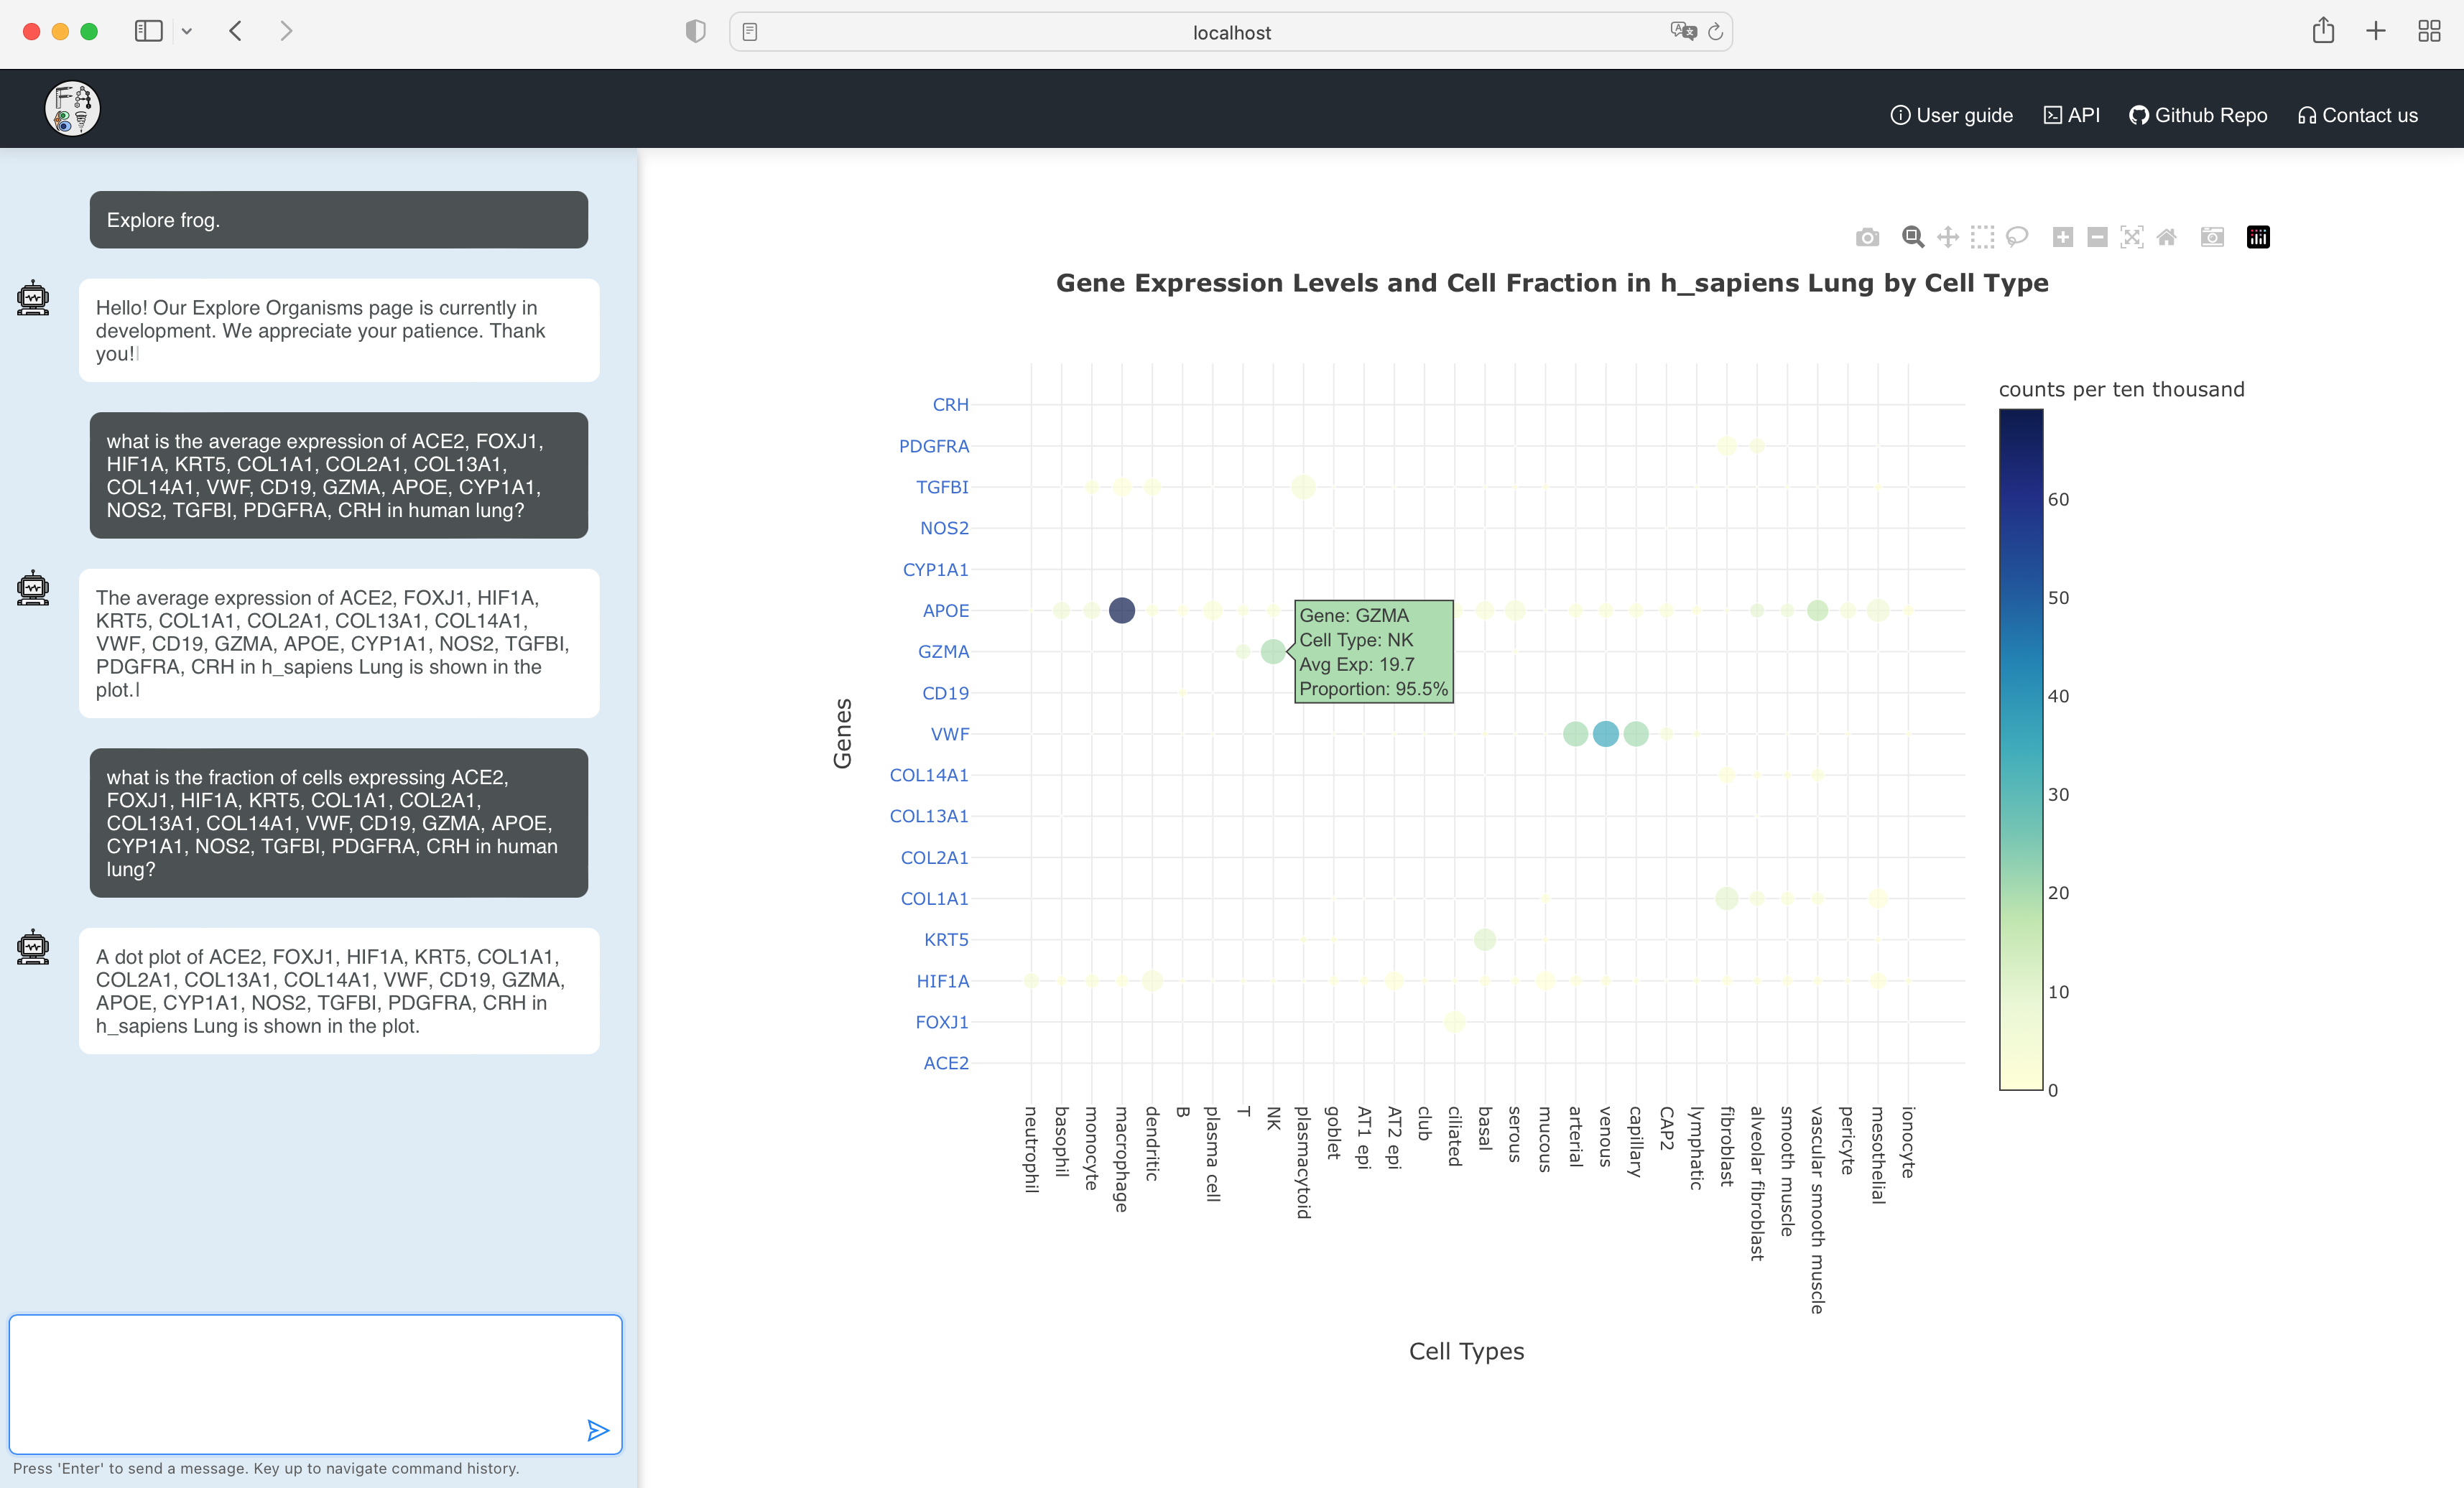 localhost
User guide
API
Github Repo
Contact us
Explore frog.
Hello! Our Explore Organisms page is currently in
development. We appreciate your patience. Thank
you!
what is the average expression of ACE2, FOXJ1,
HIF1A, KRT5, COL1A1, COL2A1, COL13A1,
COL14A1, VWF, CD19, GZMA, APOE, CYP1A1,
NOS2, TGFBI, PDGFRA, CRH in human lung?
The average expression of ACE2, FOXJ1, HIF1A,
KRT5, COL1A1, COL2A1, COL13A1, COL14A1,
VWF, CD19, GZMA, APOE, CYP1A1, NOS2, TGFBI,
PDGFRA, CRH in h_sapiens Lung is shown in the
plot.
what is the fraction of cells expressing ACE2,
FOXJ1, HIF1A, KRT5, COL1A1, COL2A1,
COL13A1, COL14A1, VWF, CD19, GZMA, APOE,
CYP1A1, NOS2, TGFBI, PDGFRA, CRH in human
lung?
A dot plot of ACE2, FOXJ1, HIF1A, KRT5, COL1A1,
COL2A1, COL13A1, COL14A1, VWF, CD19, GZMA,
APOE, CYP1A1, NOS2, TGFBI, PDGFRA, CRH in
h_sapiens Lung is shown in the plot.
Press 'Enter' to send a message. Key up to navigate command history.
Gene Expression Levels and Cell Fraction in h_sapiens Lung by Cell Type
Genes
CRH
PDGFRA
TGFBI
NOS2
CYP1A1
APOE
GZMA
CD19
VWF
COL14A1
COL13A1
COL2A1
COL1A1
KRT5
HIF1A
FOXJ1
ACE2
Gene: GZMA
Cell Type: NK
Avg Exp: 19.7
Proportion: 95.5%
neutrophil
basophil
monocyte
macrophage
dendritic
B
plasma cell
T
NK
plasmacytoid
goblet
AT1 epi
AT2 epi
club
ciliated
basal
serous
mucous
arterial
venous
capillary
CAP2
lymphatic
fibroblast
alveolar fibroblast
smooth muscle
vascular smooth muscle
pericyte
mesothelial
ionocyte
Cell Types
counts per ten thousand
60
50
40
30
20
10
0